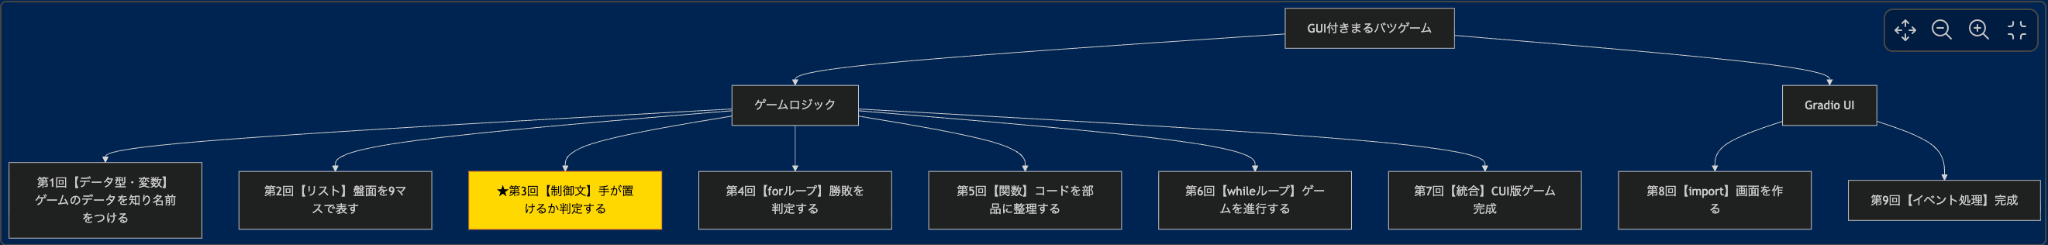 GUI付きまるバツゲーム
ゲームロジック
Gradio UI
第1回【データ型・変数】
ゲームのデータを知り名前
をつける
第2回【リスト】盤面を9マ
スで表す
★第3回【制御文】手が置
けるか判定する
第4回【forループ】勝敗を
判定する
第5回【関数】コードを部
品に整理する
第6回【whileループ】ゲー
ムを進行する
第7回【統合】CUI版ゲーム
完成
第8回【import】画面を作
る
第9回【イベント処理】完成